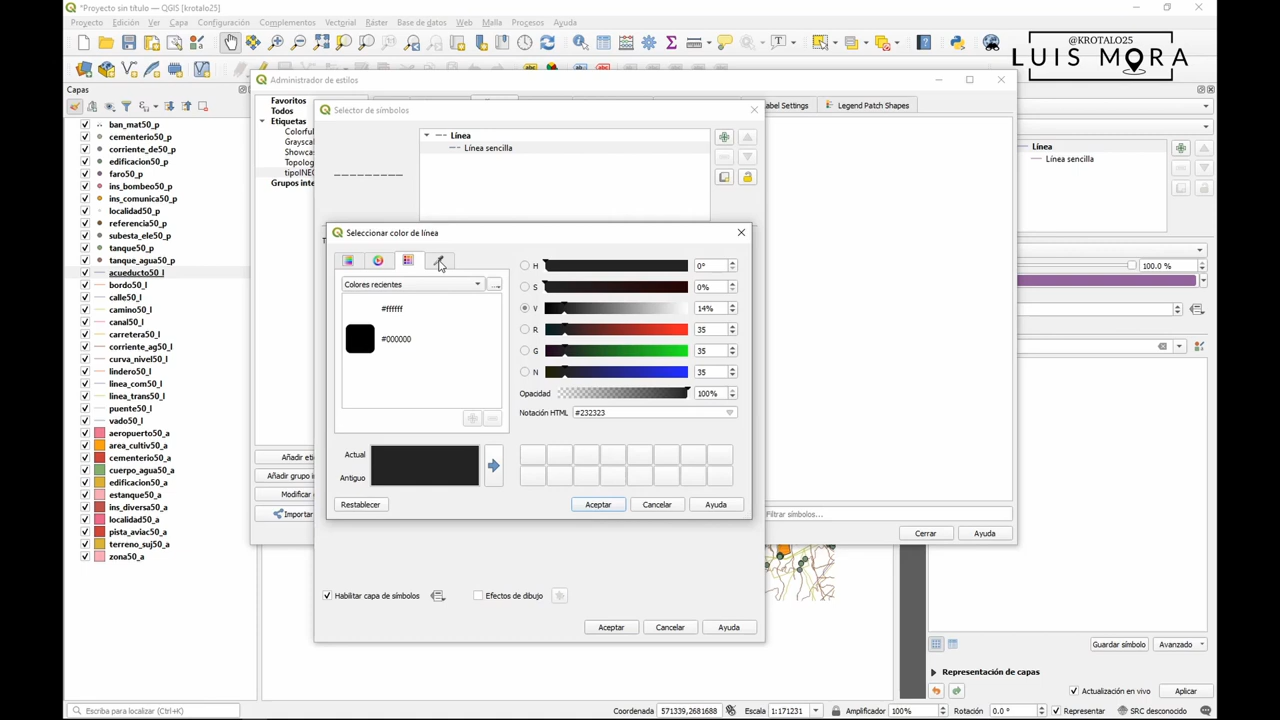 *Proyecto sin título — QGIS [krotalo25]
Proyecto Edición Ver Capa Configuración Complementos Vectorial Ráster Base de datos Web Malla Procesos Ayuda
@KROTALO25
LUIS MORA
Capas
ban_mat50_p
cementerio50_p
corriente_de50_p
edificacion50_p
faro50_p
ins_bombeo50_p
ins_comunica50_p
localidad50_p
referencia50_p
subesta_ele50_p
tanque50_p
tanque_agua50_p
acueducto50_l
bordo50_l
calle50_l
camino50_l
canal50_l
carretera50_l
corriente_ag50_l
curva_nivel50_l
lindero50_l
linea_com50_l
linea_trans50_l
puente50_l
vado50_l
aeropuerto50_a
area_cultiv50_a
cementerio50_a
cuerpo_agua50_a
edificacion50_a
estanque50_a
ins_diversa50_a
localidad50_a
pista_aviac50_a
terreno_suj50_a
zona50_a
Administrador de estilos
Favoritos
Todos
Etiquetas
Colorful
Grayscal
Showcas
Topolog
tipoINEG
Grupos inte
Label Settings
Legend Patch Shapes
Añadir eti
Añadir grupo in
Modificar
Importar
Filtrar símbolos...
Cerrar
Ayuda
Selector de símbolos
Línea
Línea sencilla
Habilitar capa de símbolos
Efectos de dibujo
Aceptar
Cancelar
Ayuda
Seleccionar color de línea
Colores recientes
#ffffff
#000000
H 0°
S 0%
V 14%
R 35
G 35
N 35
Opacidad 100%
Notación HTML #232323
Actual
Antiguo
Restablecer
Aceptar
Cancelar
Ayuda
Línea
Línea sencilla
100.0 %
Guardar símbolo
Avanzado
Representación de capas
Actualización en vivo
Aplicar
Escriba para localizar (Ctrl+K)
Coordenada 571339,2681688
Escala 1:171231
Amplificador 100%
Rotación 0.0 °
Representar
SRC desconocido